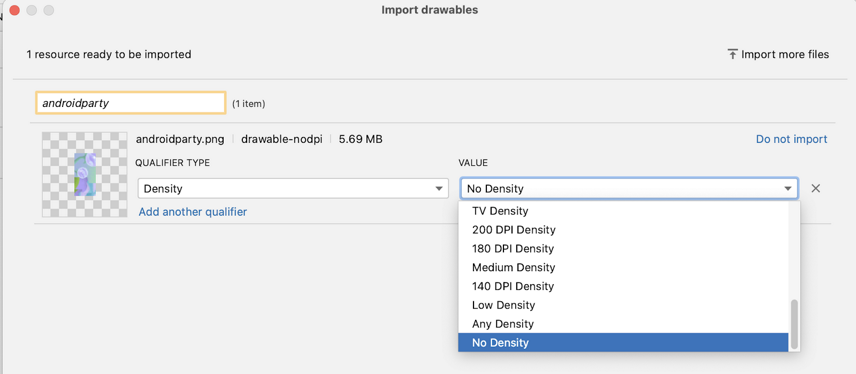 Import drawables
1 resource ready to be imported
Import more files
androidparty
(1 item)
androidparty.png drawable-nodpi 5.69 MB
Do not import
QUALIFIER TYPE
VALUE
Density
No Density
Add another qualifier
TV Density
200 DPI Density
180 DPI Density
Medium Density
140 DPI Density
Low Density
Any Density
No Density